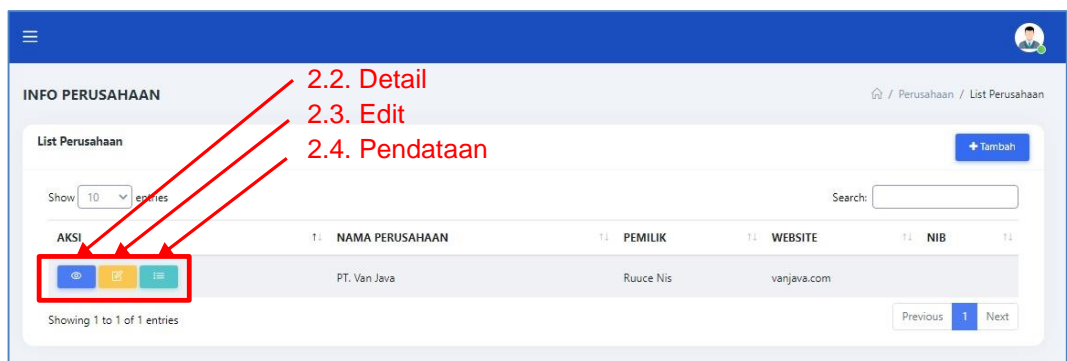 2.2. Detail
INFO PERUSAHAAN
/ Perusahaan / List Perusahaan
2.3. Edit
List Perusahaan
2.4. Pendataan
+ Tambah
Show 10 entries
Search:
AKSI NAMA PERUSAHAAN PEMILIK WEBSITE NIB
PT. Van Java Ruuce Nis vanjava.com
Showing 1 to 1 of 1 entries
Previous 1 Next